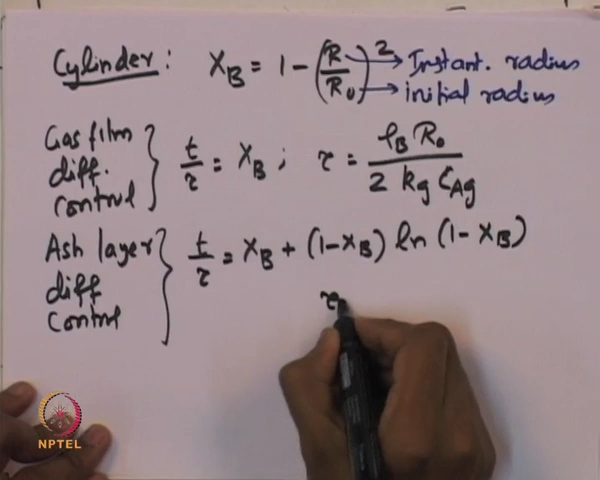 Cylinder : X_B = 1 - (R/R_0)^2 → Instant. radius
→ initial radius
Gas film diff. control } t/τ = X_B ; τ = ρ_B R_0 / 2 k_g C_Ag
Ash layer diff control } t/τ = X_B + (1-X_B) ln (1-X_B)
τ
NPTEL